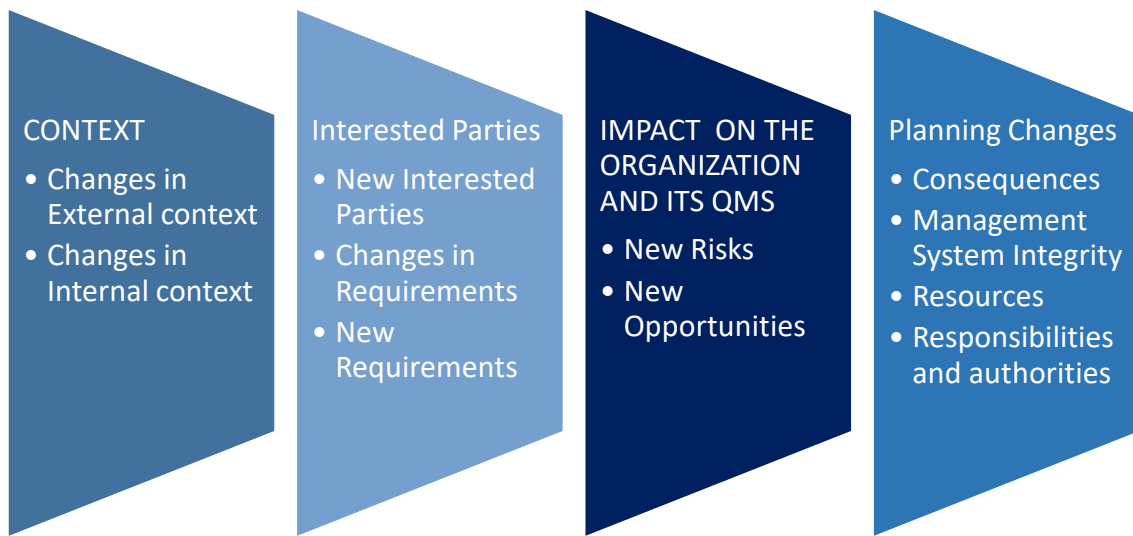 CONTEXT
• Changes in
External context
• Changes in
Internal context
Interested Parties
• New Interested
Parties
• Changes in
Requirements
• New
Requirements
IMPACT ON THE
ORGANIZATION
AND ITS QMS
• New Risks
• New
Opportunities
Planning Changes
• Consequences
• Management
System Integrity
• Resources
• Responsibilities
and authorities